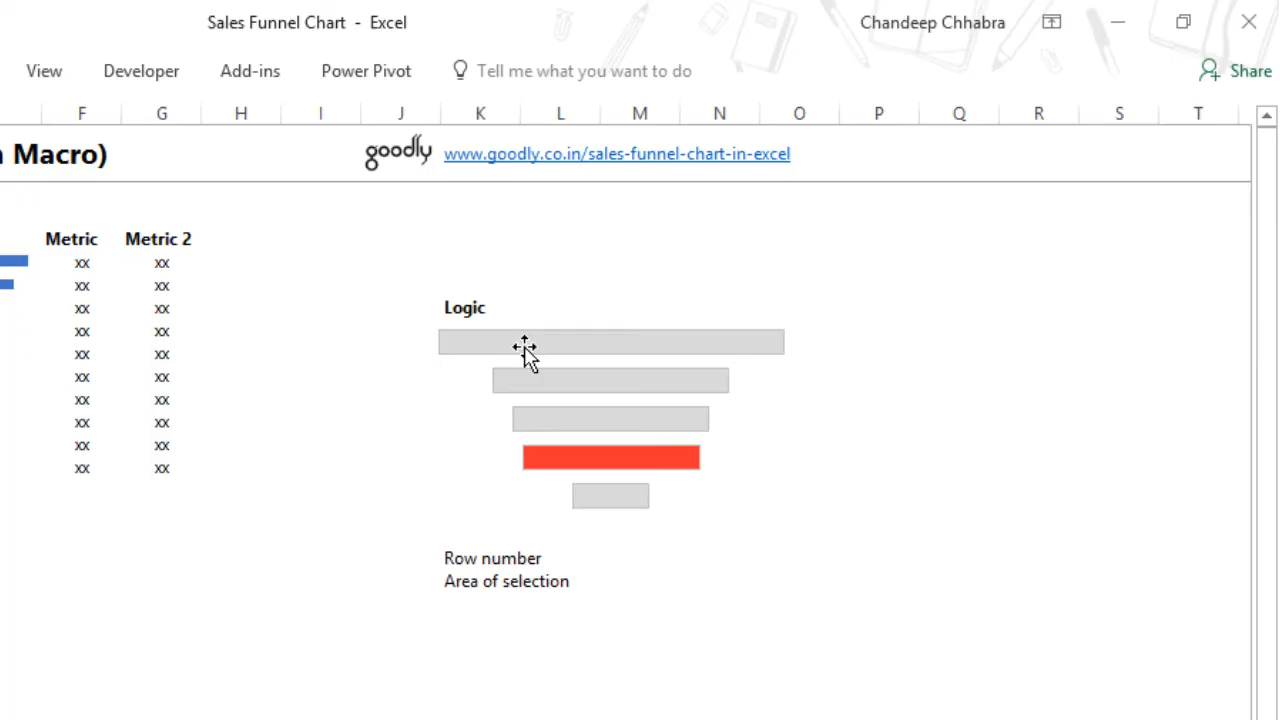 Sales Funnel Chart - Excel
Chandeep Chhabra
View Developer Add-ins Power Pivot Tell me what you want to do Share
F G H I J K L M N O P Q R S T
Macro) goodly www.goodly.co.in/sales-funnel-chart-in-excel
Metric Metric 2
xx xx
xx xx
xx xx
xx xx
xx xx
xx xx
xx xx
xx xx
xx xx
xx xx
Logic
Row number
Area of selection